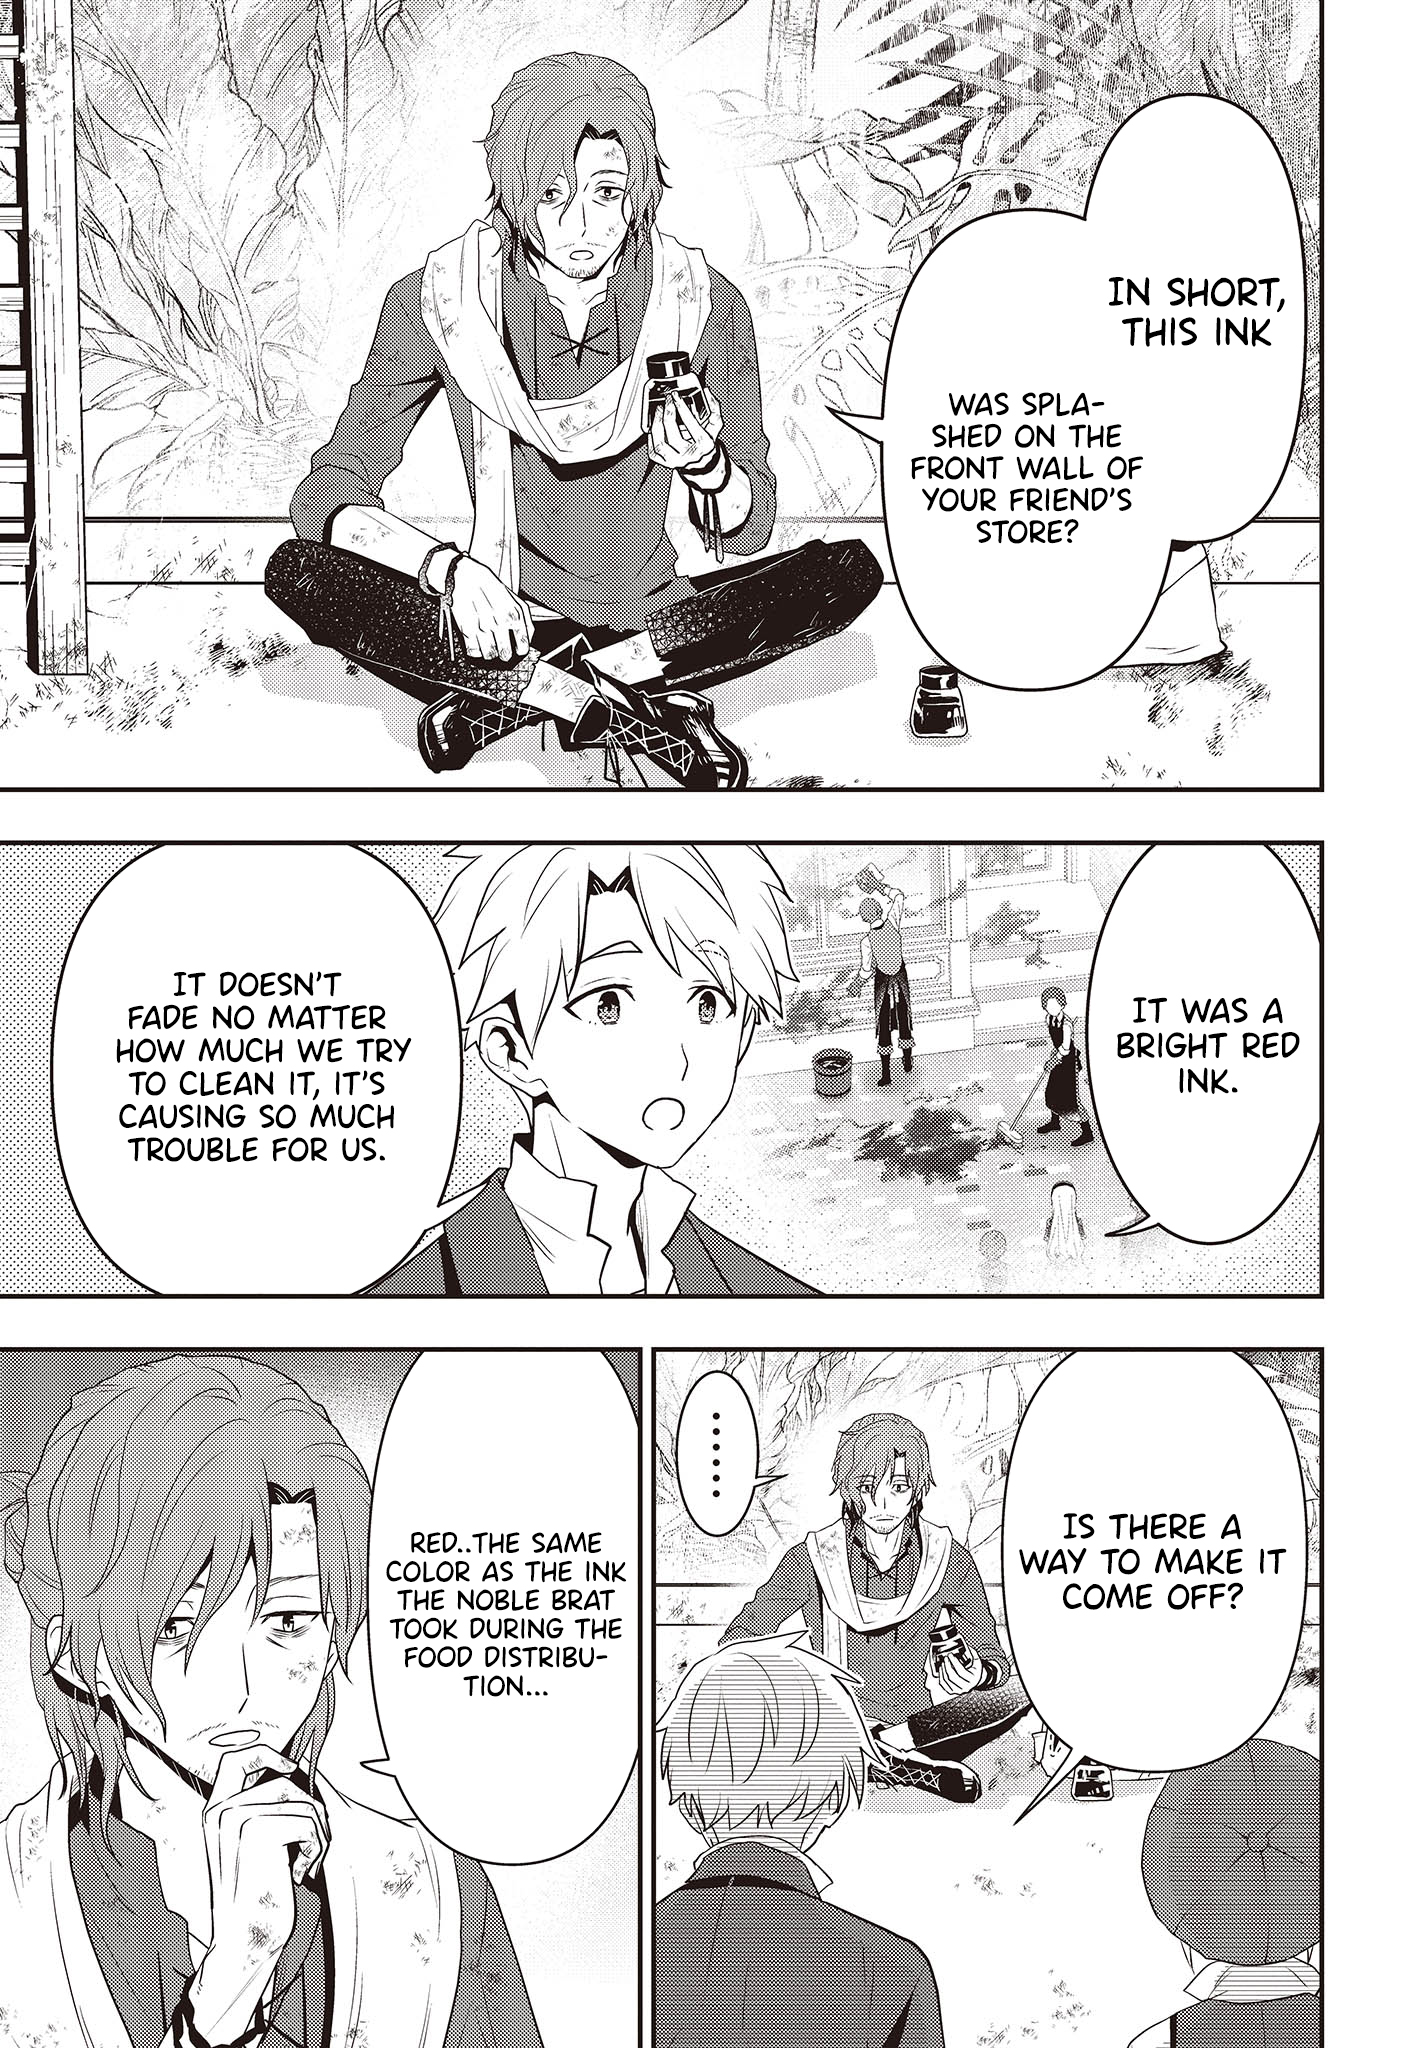 IN SHORT,
THIS INK
WAS SPLA-
SHED ON THE
FRONT WALL OF
YOUR FRIEND'S
STORE?
IT WAS A
BRIGHT RED
INK.
IT DOESN'T
FADE NO MATTER
HOW MUCH WE TRY
TO CLEAN IT, IT'S
CAUSING SO MUCH
TROUBLE FOR US.
IS THERE A
WAY TO MAKE IT
COME OFF?
......
RED..THE SAME
COLOR AS THE INK
THE NOBLE BRAT
TOOK DURING THE
FOOD DISTRIBU-
TION...